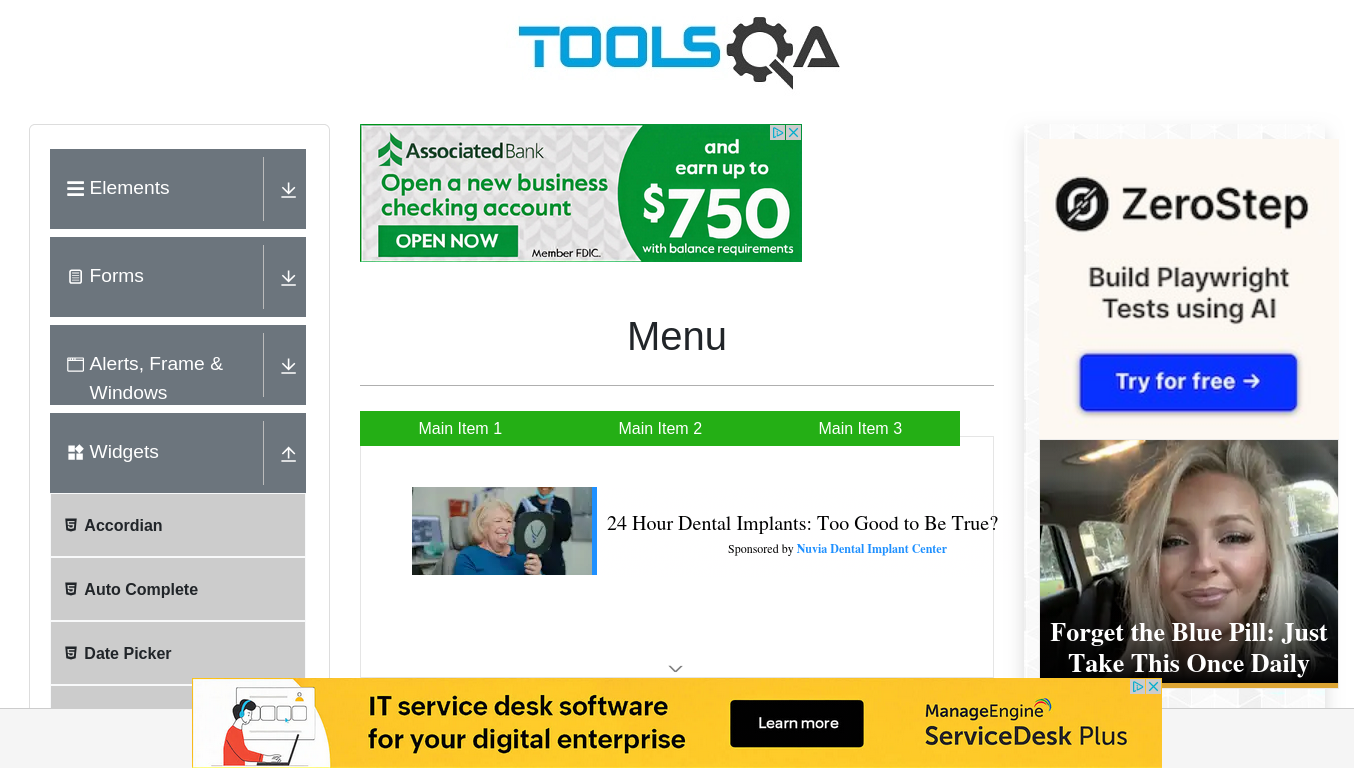 TOOLSQA
Elements
Forms
Alerts, Frame &
Windows
Widgets
Accordian
Auto Complete
Date Picker
AssociatedBank
Open a new business
checking account
OPEN NOW
Member FDIC.
and
earn up to
$750
with balance requirements
Menu
Main Item 1
Main Item 2
Main Item 3
24 Hour Dental Implants: Too Good to Be True?
Sponsored by Nuvia Dental Implant Center
ZeroStep
Build Playwright
Tests using AI
Try for free →
Forget the Blue Pill: Just
Take This Once Daily
IT service desk software
for your digital enterprise
Learn more
ManageEngine
ServiceDesk Plus